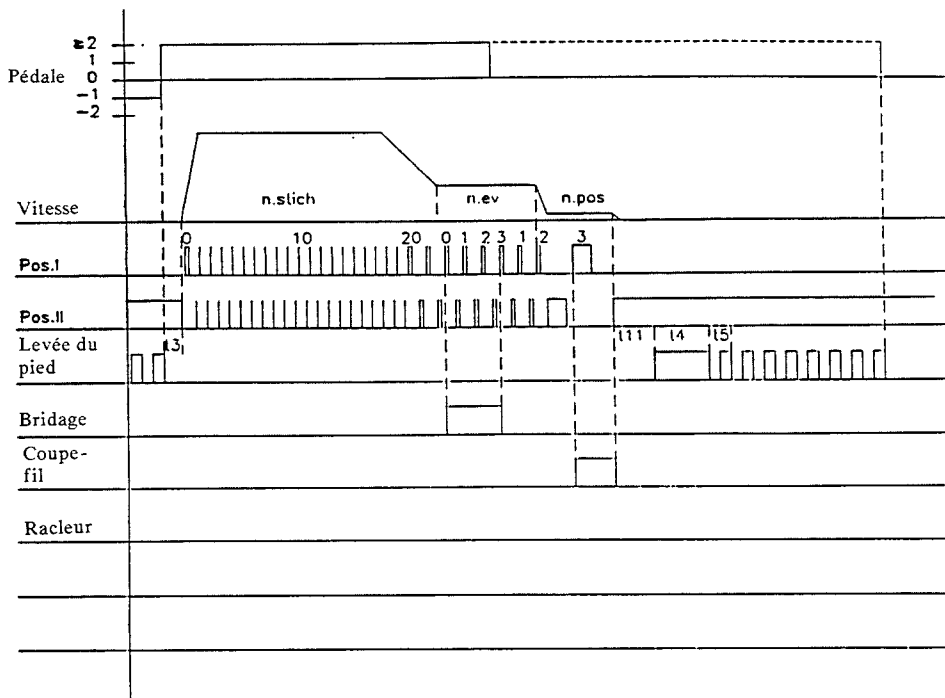 ≥2
1
Pédale 0
−1
−2
n.stich n.ev n.pos
Vitesse
0 10 20 0 1 2 3 1 2 3
Pos.I
Pos.II
t3 t11 t4 t5
Levée du
pied
Bridage
Coupe-
fil
Racleur